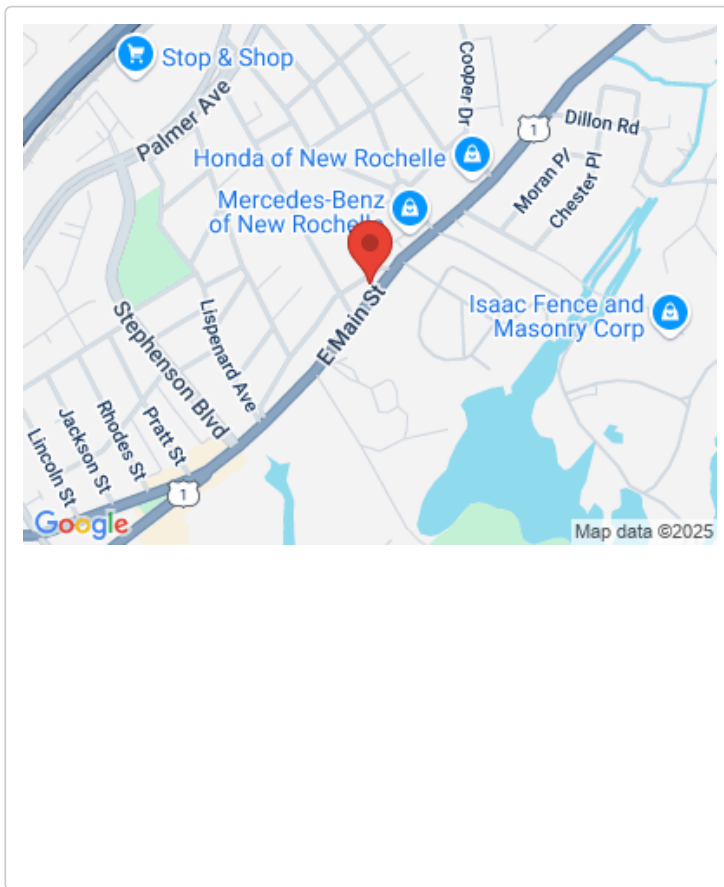 Stop & Shop
Palmer Ave
Cooper Dr
1
Dillon Rd
Honda of New Rochelle
Moran Pl
Chester Pl
Mercedes-Benz
of New Rochelle
E Main St
Isaac Fence and
Masonry Corp
Lispenard Ave
Stephenson Blvd
Pratt St
Rhodes St
Jackson St
Lincoln St
1
Google
Map data ©2025